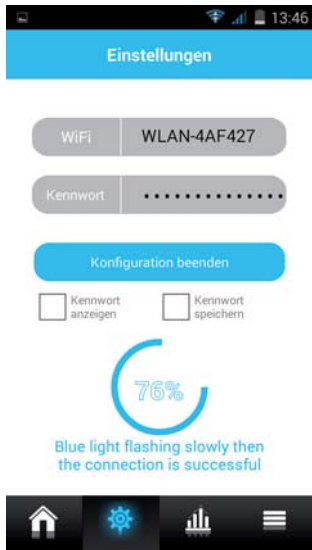 13:46
Einstellungen
WiFi WLAN-4AF427
Kennwort ••••••••••••••
Konfiguration beenden
Kennwort anzeigen
Kennwort speichern
76%
Blue light flashing slowly then
the connection is successful